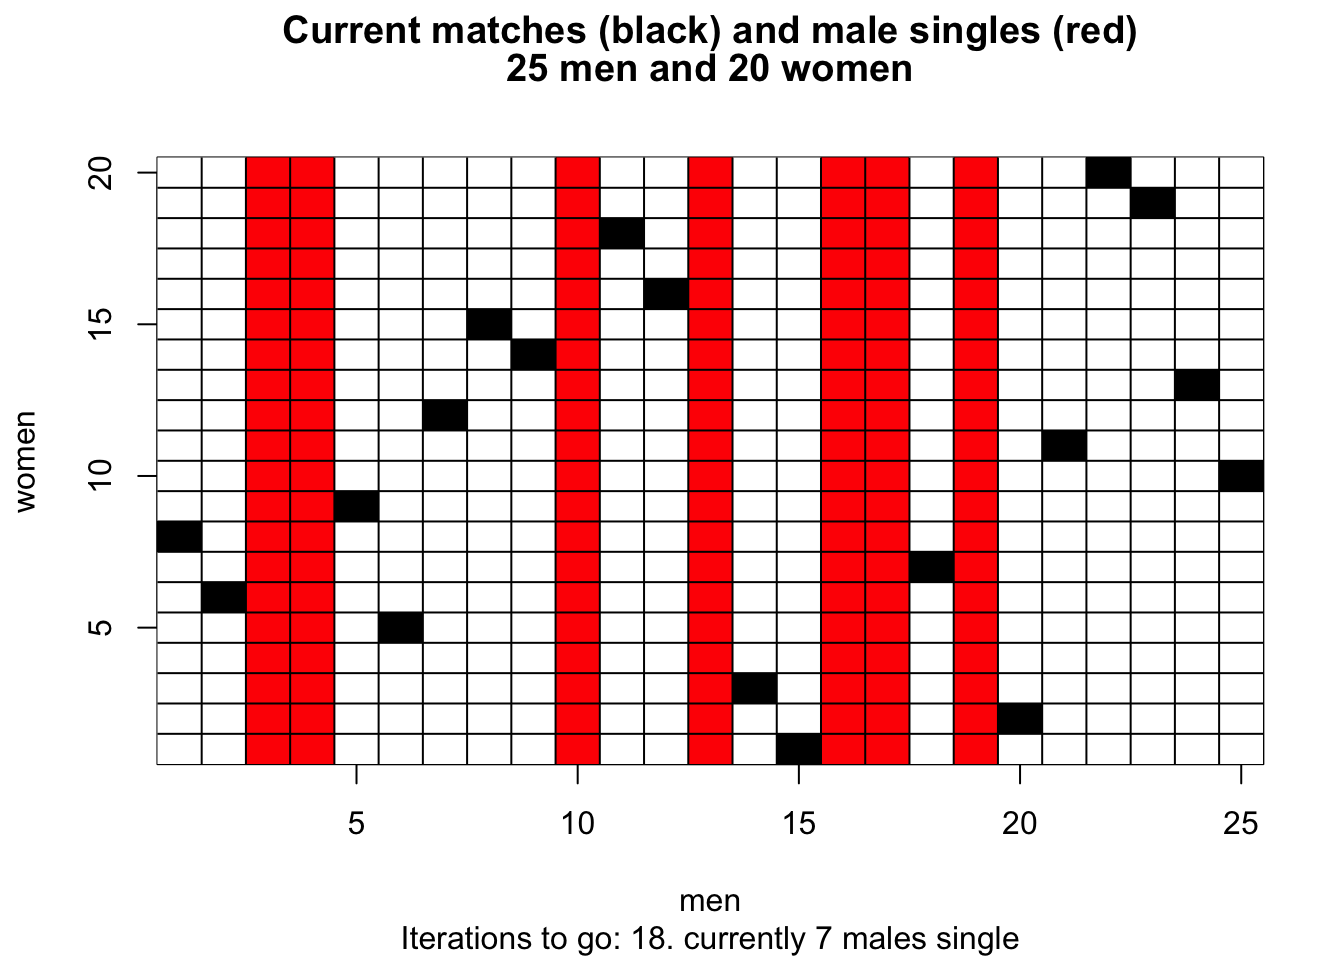 Current matches (black) and male singles (red)
25 men and 20 women
20
15
10
5
women
5 10 15 20 25
men
Iterations to go: 18. currently 7 males single